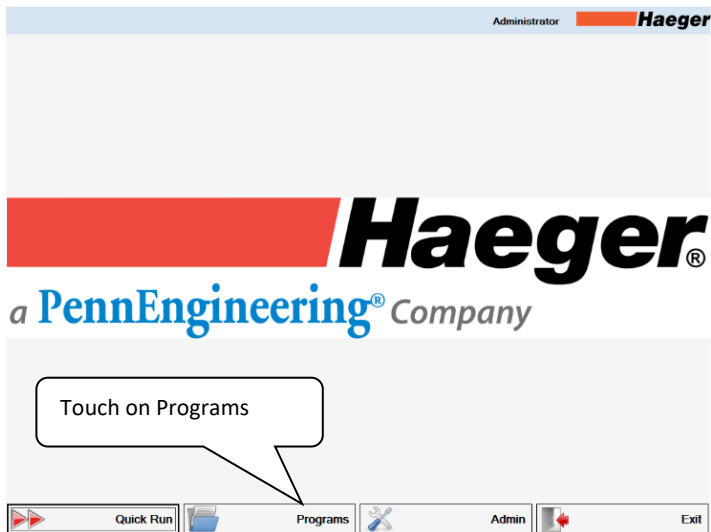 Administrator Haeger
Haeger®
a PennEngineering® Company
Touch on Programs
Quick Run Programs Admin Exit